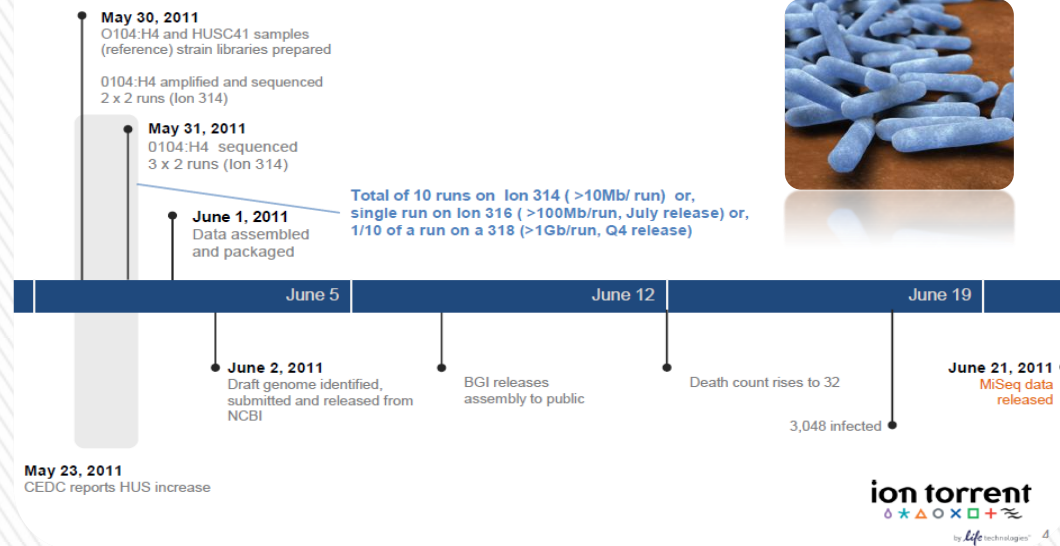 May 30, 2011
O104:H4 and HUSC41 samples
(reference) strain libraries prepared
0104:H4 amplified and sequenced
2 x 2 runs (Ion 314)
May 31, 2011
0104:H4 sequenced
3 x 2 runs (Ion 314)
Total of 10 runs on Ion 314 ( >10Mb/ run) or,
single run on Ion 316 ( >100Mb/run, July release) or,
1/10 of a run on a 318 (>1Gb/run, Q4 release)
June 1, 2011
Data assembled
and packaged
June 5
June 12
June 19
June 2, 2011
Draft genome identified,
submitted and released from
NCBI
BGI releases
assembly to public
Death count rises to 32
3,048 infected
June 21, 2011
MiSeq data
released
May 23, 2011
CEDC reports HUS increase
ion torrent
by life technologies™
4